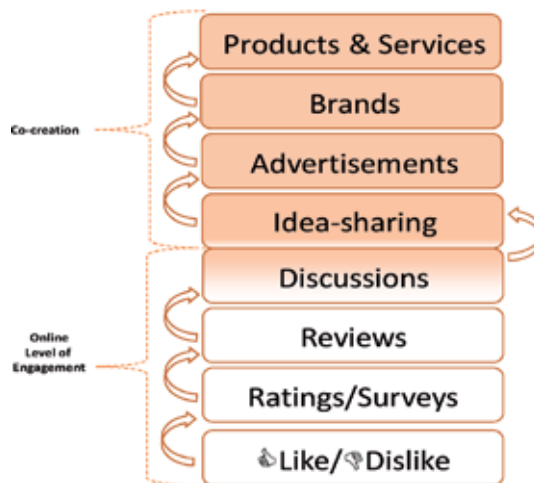 Products & Services
Brands
Co-creation
Advertisements
Idea-sharing
Discussions
Online
Level of
Engagement
Reviews
Ratings/Surveys
👍Like/👎Dislike